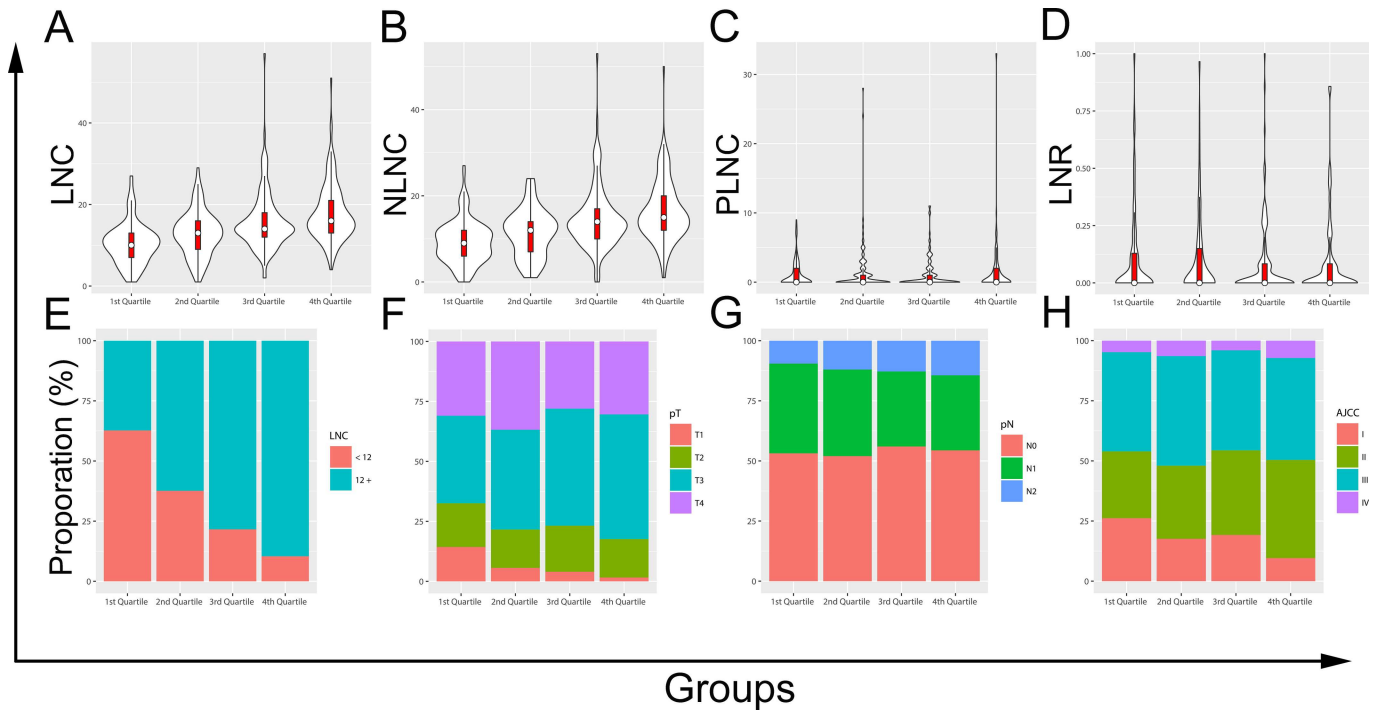 A
B
C
D
LNC
40
20
0
1st Quartile 2nd Quartile 3rd Quartile 4th Quartile
NLNC
40
20
0
1st Quartile 2nd Quartile 3rd Quartile 4th Quartile
PLNC
30
20
10
0
1st Quartile 2nd Quartile 3rd Quartile 4th Quartile
LNR
1.00
0.75
0.50
0.25
0.00
1st Quartile 2nd Quartile 3rd Quartile 4th Quartile
E
F
G
H
Proporation (%)
100
75
50
25
0
1st Quartile 2nd Quartile 3rd Quartile 4th Quartile
LNC
< 12
12 +
100
75
50
25
0
1st Quartile 2nd Quartile 3rd Quartile 4th Quartile
pT
T1
T2
T3
T4
100
75
50
25
0
1st Quartile 2nd Quartile 3rd Quartile 4th Quartile
pN
N0
N1
N2
100
75
50
25
0
1st Quartile 2nd Quartile 3rd Quartile 4th Quartile
AJCC
I
II
III
IV
Groups